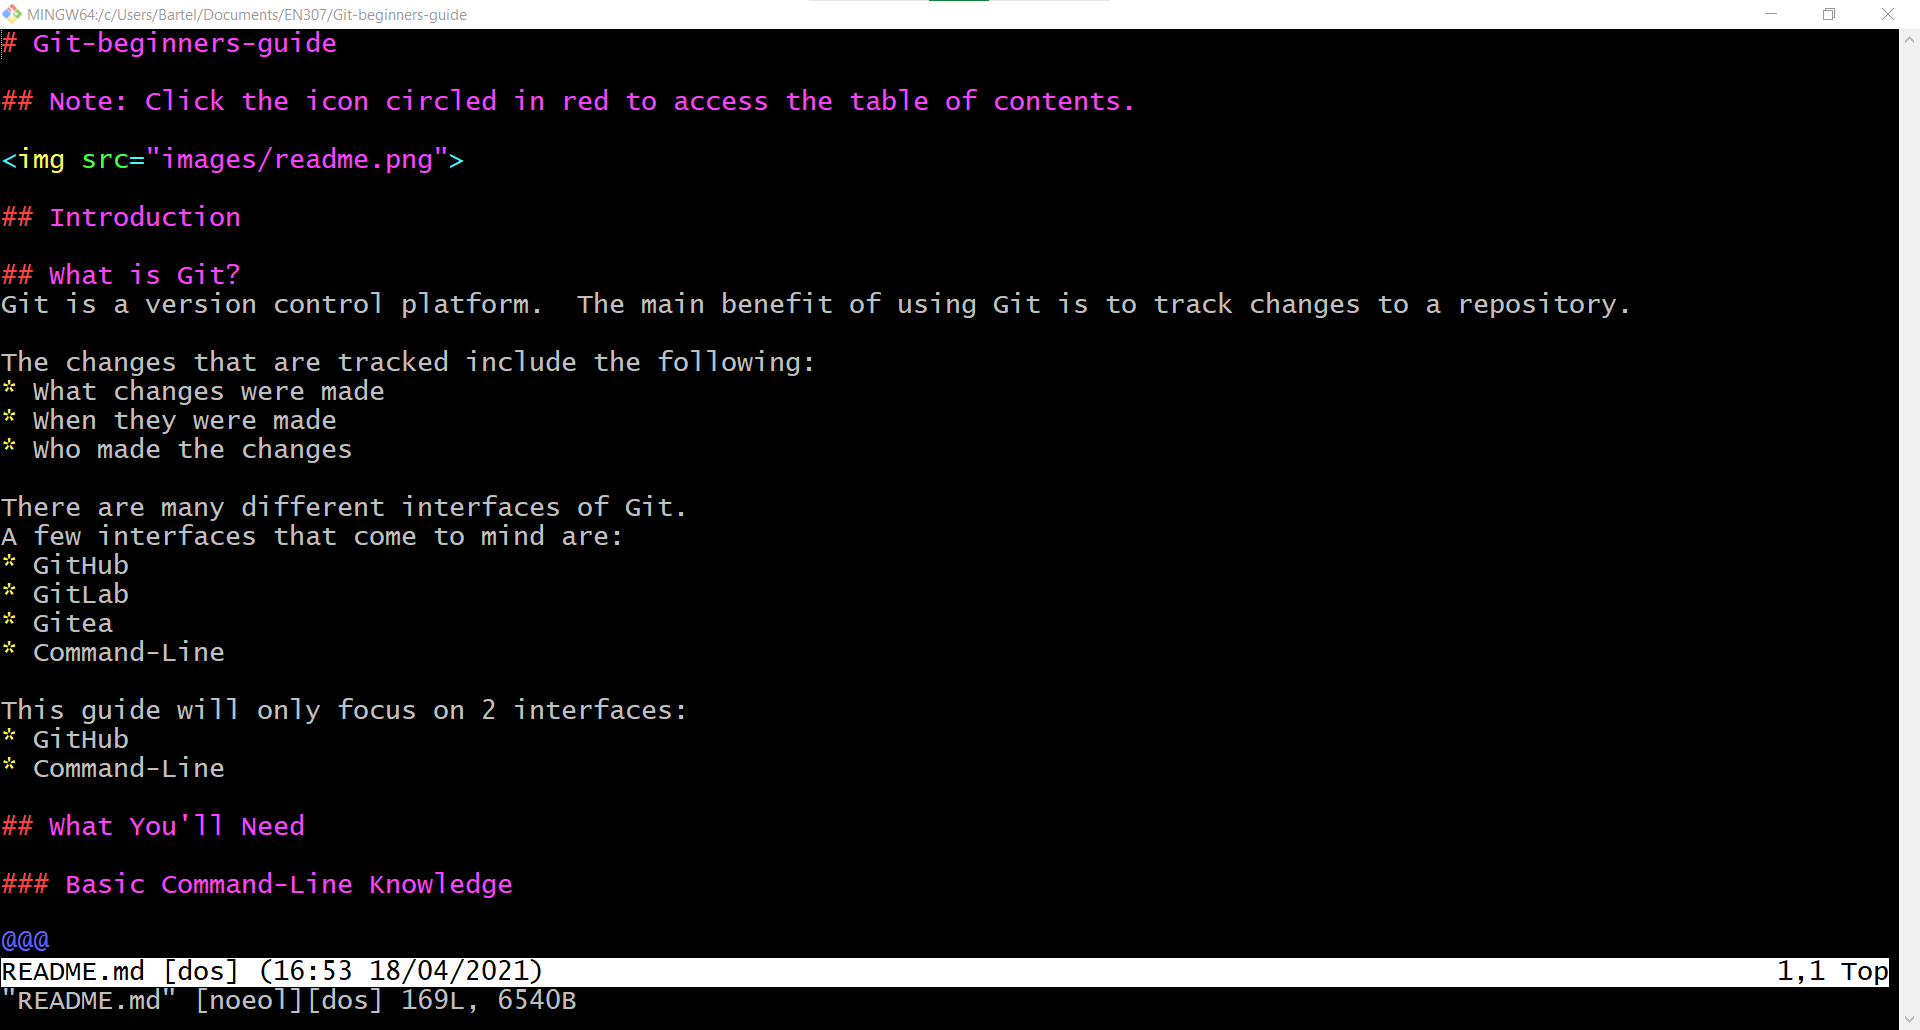 MINGW64:/c/Users/Bartel/Documents/EN307/Git-beginners-guide
# Git-beginners-guide
## Note: Click the icon circled in red to access the table of contents.
<img src="images/readme.png">
## Introduction
## What is Git?
Git is a version control platform.  The main benefit of using Git is to track changes to a repository.
The changes that are tracked include the following:
* What changes were made
* When they were made
* Who made the changes
There are many different interfaces of Git.
A few interfaces that come to mind are:
* GitHub
* GitLab
* Gitea
* Command-Line
This guide will only focus on 2 interfaces:
* GitHub
* Command-Line
## What You'll Need
### Basic Command-Line Knowledge
@@@
README.md [dos] (16:53 18/04/2021) 1,1 Top
"README.md" [noeol][dos] 169L, 6540B